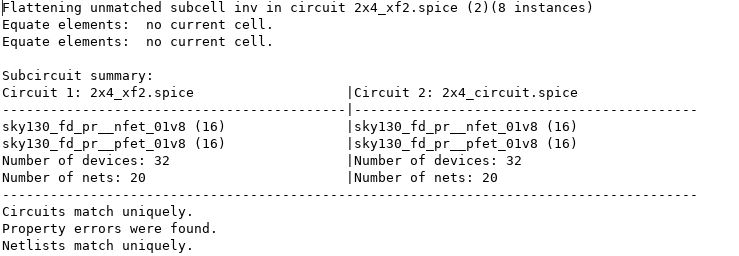 Flattening unmatched subcell inv in circuit 2x4_xf2.spice (2)(8 instances)
Equate elements:  no current cell.
Equate elements:  no current cell.

Subcircuit summary:
Circuit 1: 2x4_xf2.spice                   |Circuit 2: 2x4_circuit.spice
-------------------------------------------|-------------------------------------------
sky130_fd_pr__nfet_01v8 (16)               |sky130_fd_pr__nfet_01v8 (16)
sky130_fd_pr__pfet_01v8 (16)               |sky130_fd_pr__pfet_01v8 (16)
Number of devices: 32                      |Number of devices: 32
Number of nets: 20                         |Number of nets: 20
---------------------------------------------------------------------------------------
Circuits match uniquely.
Property errors were found.
Netlists match uniquely.